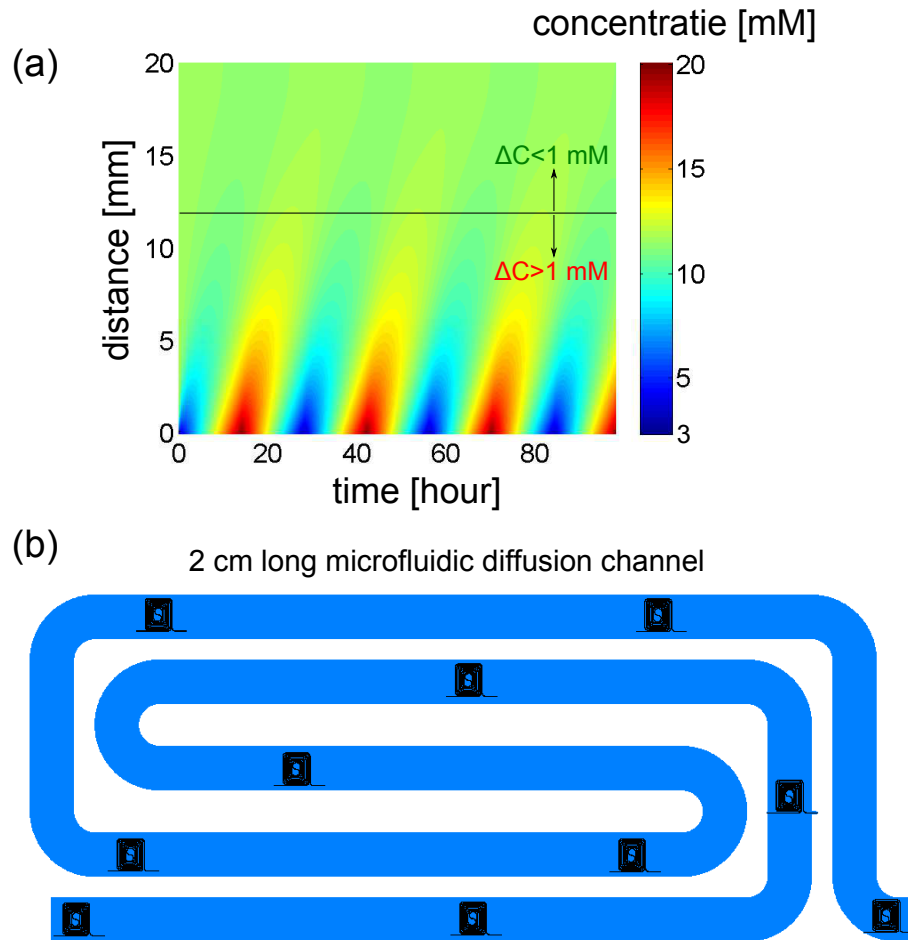 concentratie [mM]
(a)
20
15
10
5
0
distance [mm]
ΔC<1 mM
ΔC>1 mM
0
20
40
60
80
time [hour]
20
15
10
5
3
(b)
2 cm long microfluidic diffusion channel